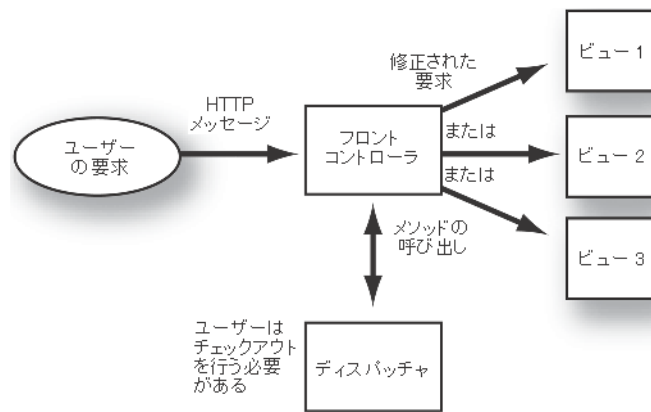 ユーザー
の要求
HTTP
メッセージ
フロント
コントローラ
修正された
要求
または
または
ビュー 1
ビュー 2
ビュー 3
メソッドの
呼び出し
ユーザーは
チェックアウト
を行う必要
がある
ディスパッチャ